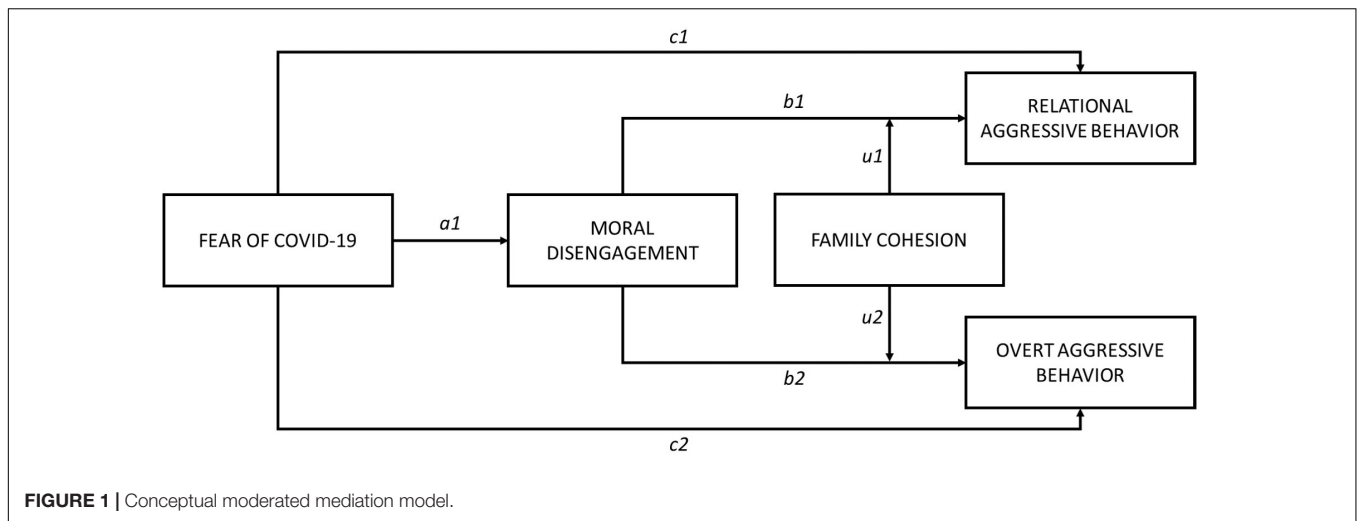 c1
RELATIONAL
AGGRESSIVE BEHAVIOR
b1
u1
FEAR OF COVID-19
a1
MORAL
DISENGAGEMENT
FAMILY COHESION
u2
OVERT AGGRESSIVE
BEHAVIOR
b2
c2
FIGURE 1 | Conceptual moderated mediation model.